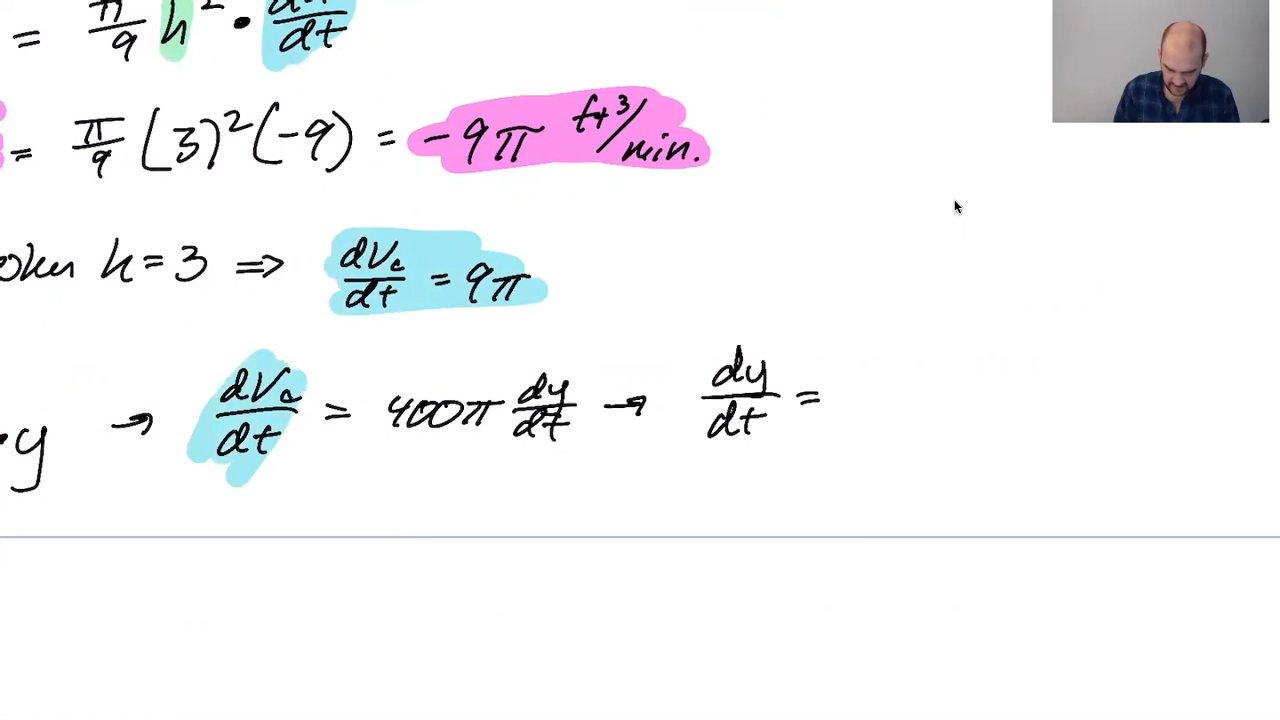 = π/9 h² · dh/dt
= π/9 (3)² (-9) = -9π ft³/min.
h = 3 ⇒ dVc/dt = 9π
· y → dVc/dt = 400π dy/dt → dy/dt =